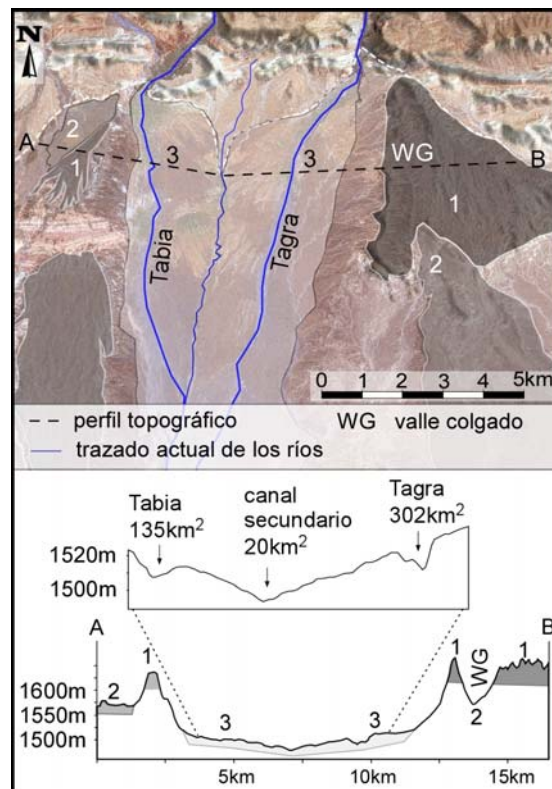 N
2
A
3
3
WG
B
1
1
2
Tabia
Tagra
0 1 2 3 4 5km
perfil topográfico WG valle colgado
trazado actual de los ríos
Tabia
135km²
canal
secundario
20km²
Tagra
302km²
1520m
1500m
A
B
1
1
WG
1
1600m
2
2
1550m
3
3
1500m
5km
10km
15km